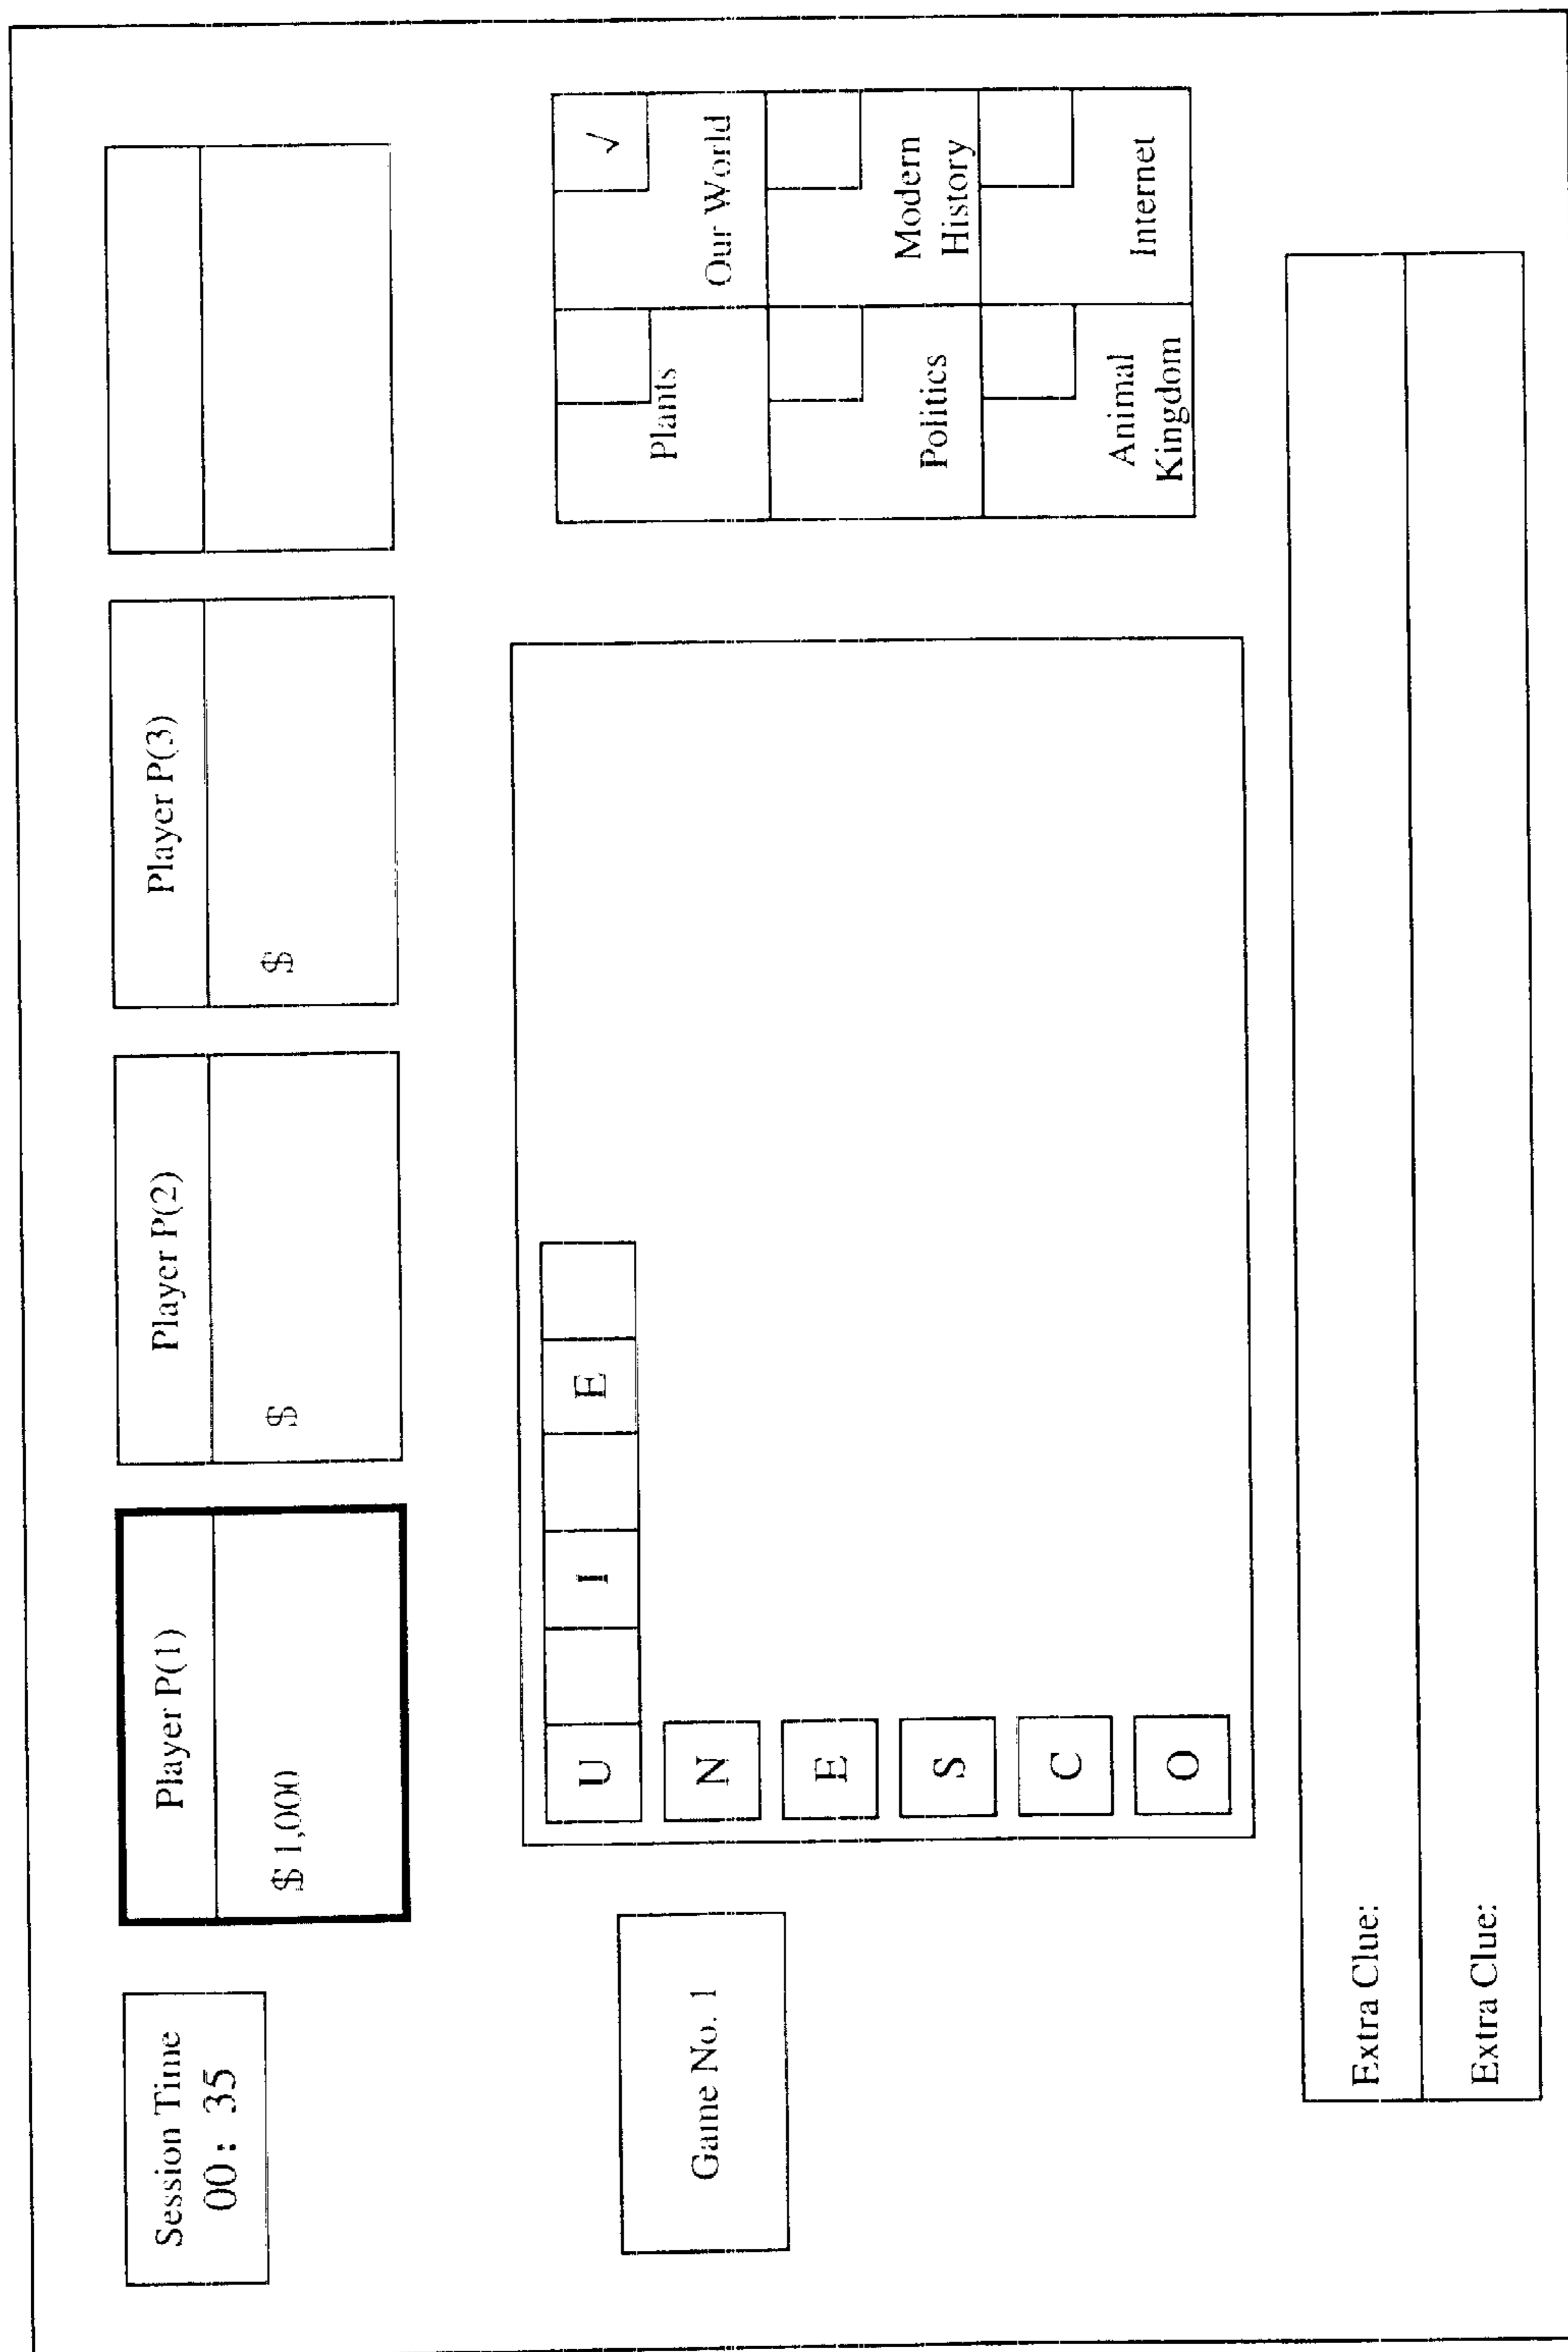 Session Time
00 : 35
Player P(1)
$ 1,000
Player P(2)
$
Player P(3)
$
Game No. 1
U I E
N
E
S
C
O
Plants
Our World
√
Politics
Modern
History
Animal
Kingdom
Internet
Extra Clue:
Extra Clue: